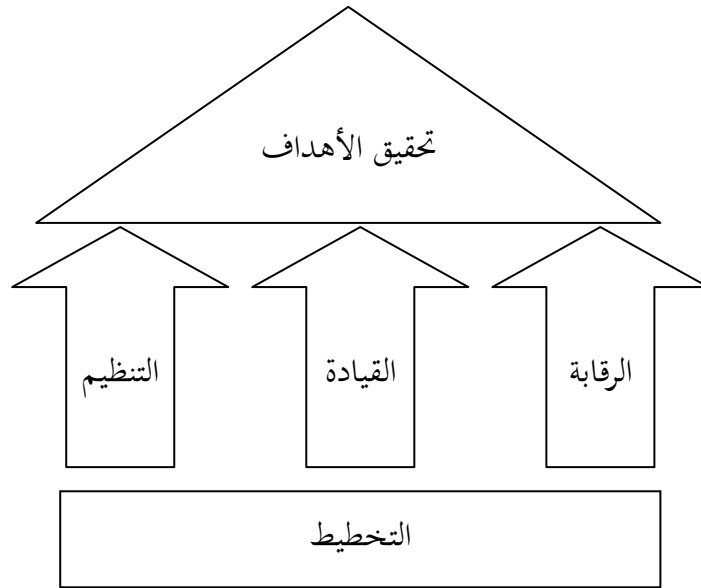 تحقيق الأهداف
الرقابة
القيادة
التنظيم
التخطيط